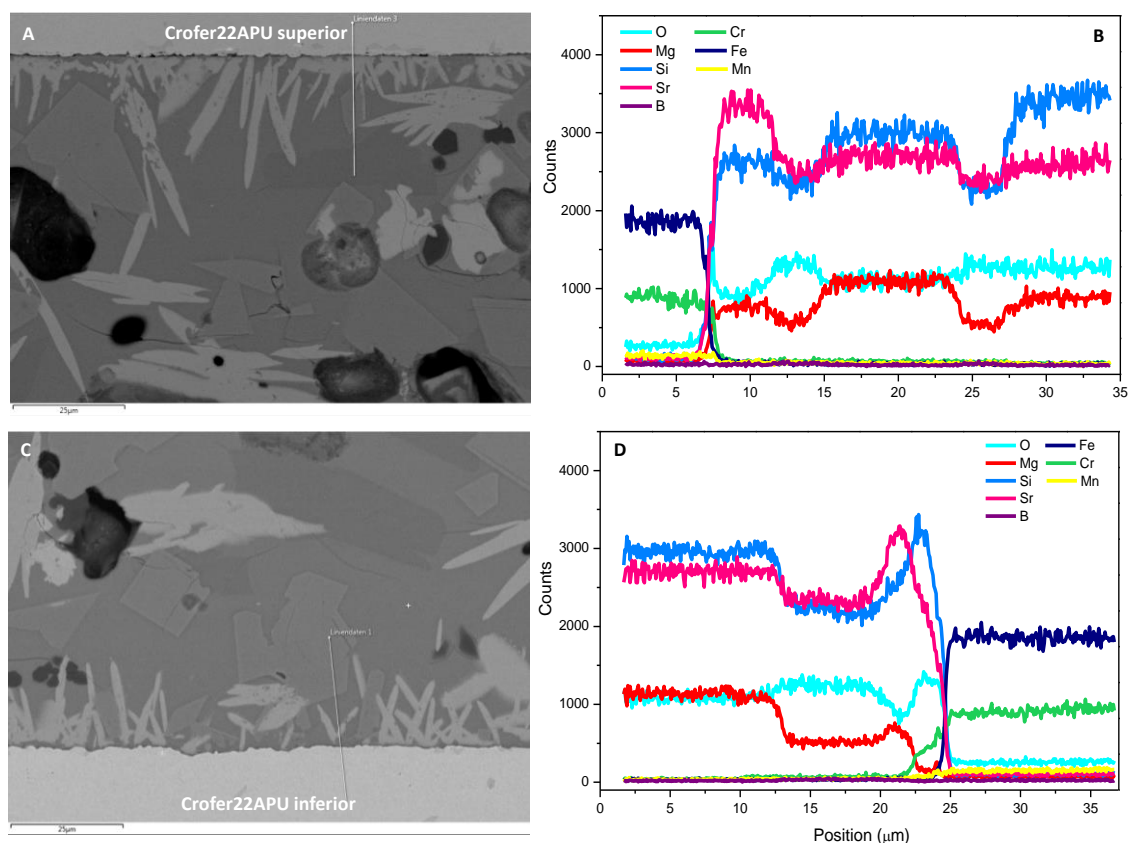 A
Liniendaten 3
Crofer22APU superior
25µm
B
O
Cr
Mg
Fe
Si
Mn
Sr
B
4000
3000
2000
1000
0
Counts
0 5 10 15 20 25 30 35
C
Liniendaten 1
Crofer22APU inferior
25µm
D
O
Fe
Mg
Cr
Si
Mn
Sr
B
4000
3000
2000
1000
0
Counts
0 5 10 15 20 25 30 35
Position (µm)